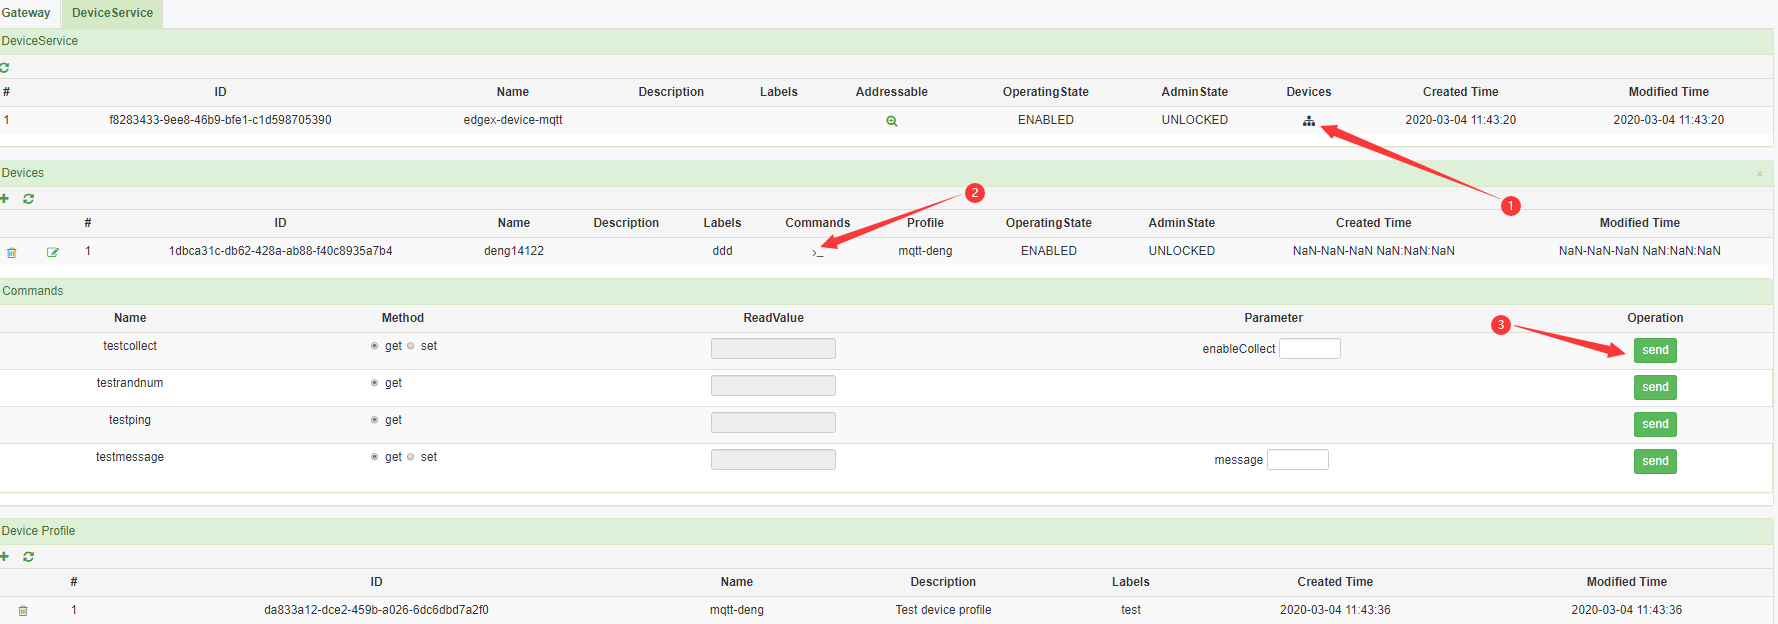 Gateway DeviceService
DeviceService
# ID Name Description Labels Addressable OperatingState AdminState Devices Created Time Modified Time
1 f8283433-9ee8-46b9-bfe1-c1d598705390 edgex-device-mqtt ENABLED UNLOCKED 2020-03-04 11:43:20 2020-03-04 11:43:20
Devices ×
2
1
# ID Name Description Labels Commands Profile OperatingState AdminState Created Time Modified Time
1 1dbca31c-db62-428a-ab88-f40c8935a7b4 deng14122 ddd >_ mqtt-deng ENABLED UNLOCKED NaN-NaN-NaN NaN:NaN:NaN NaN-NaN-NaN NaN:NaN:NaN
Commands
Name Method ReadValue Parameter Operation
3
testcollect get set enableCollect send
testrandnum get send
testping get send
testmessage get set message send
Device Profile
# ID Name Description Labels Created Time Modified Time
1 da833a12-dce2-459b-a026-6dc6dbd7a2f0 mqtt-deng Test device profile test 2020-03-04 11:43:36 2020-03-04 11:43:36